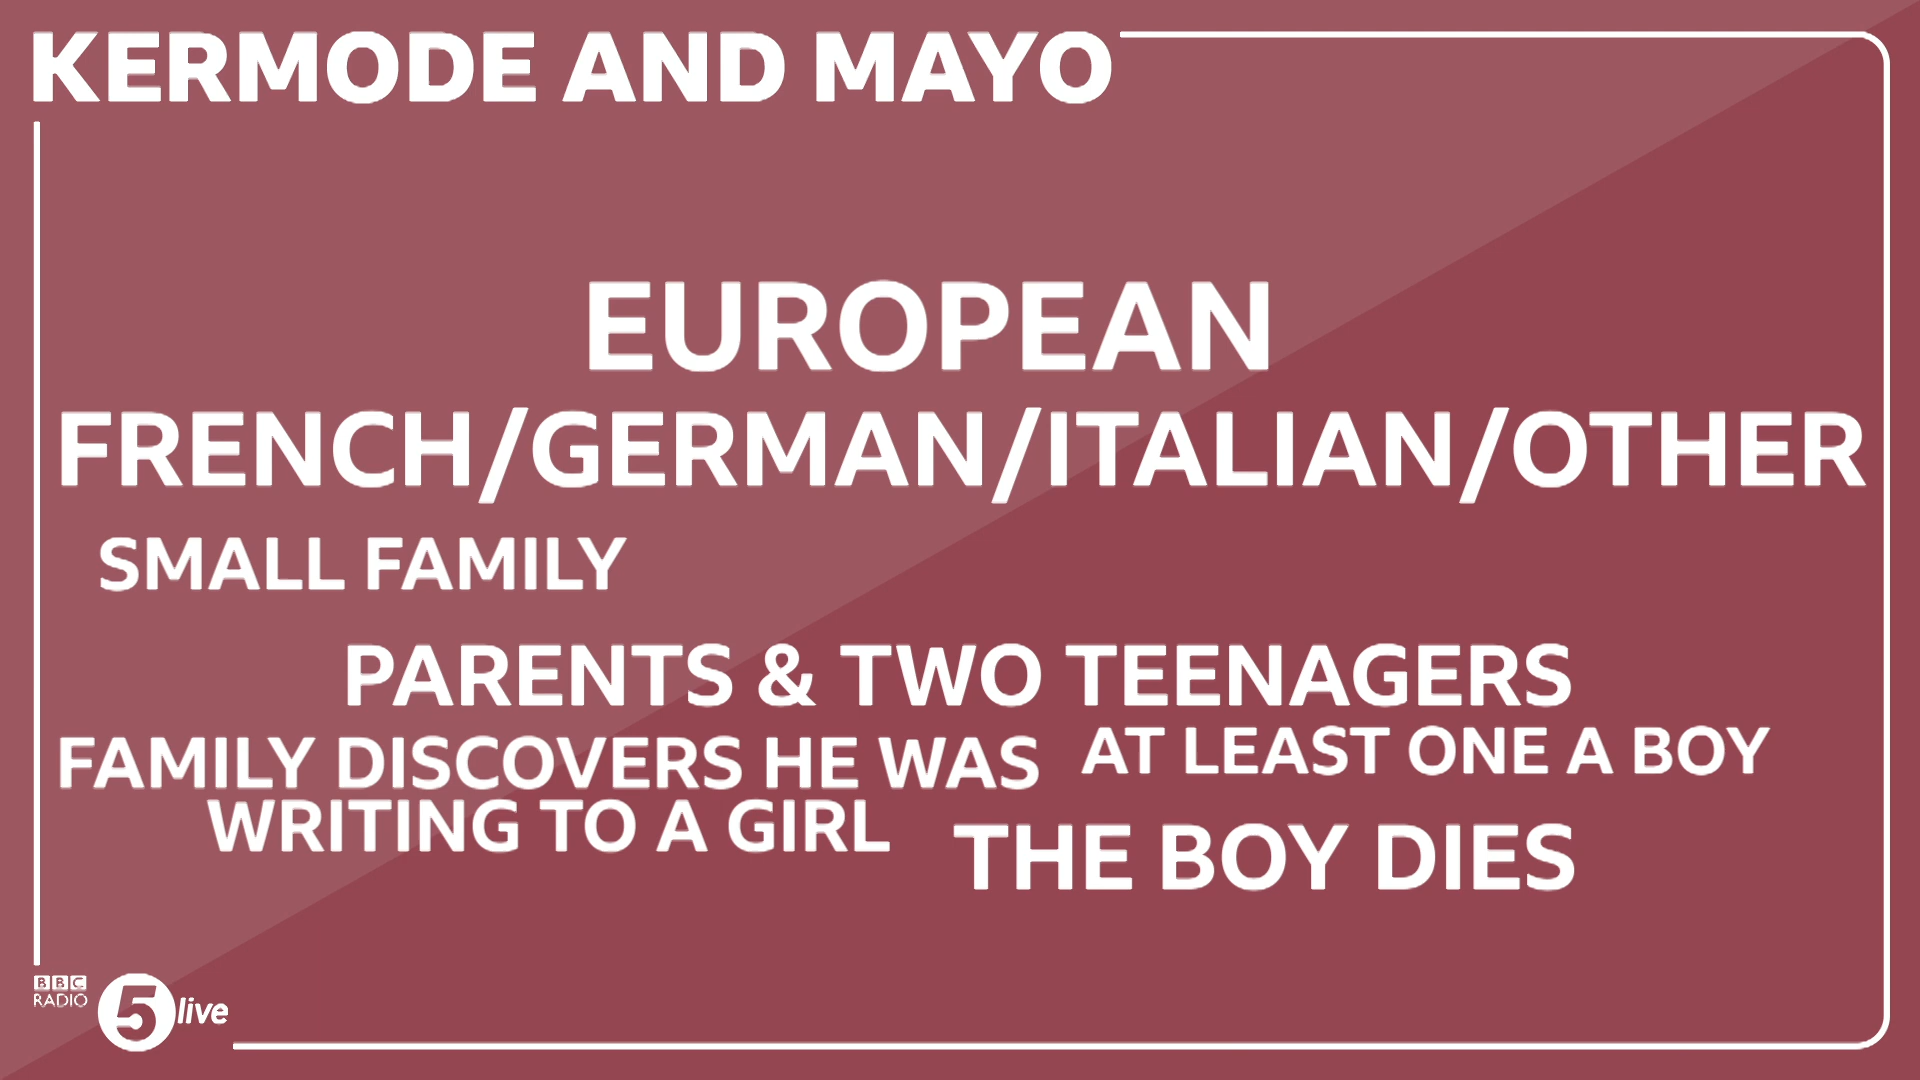 KERMODE AND MAYO
EUROPEAN
FRENCH/GERMAN/ITALIAN/OTHER
SMALL FAMILY
PARENTS & TWO TEENAGERS
AT LEAST ONE A BOY
FAMILY DISCOVERS HE WAS
WRITING TO A GIRL
THE BOY DIES
BBC
RADIO
5 live